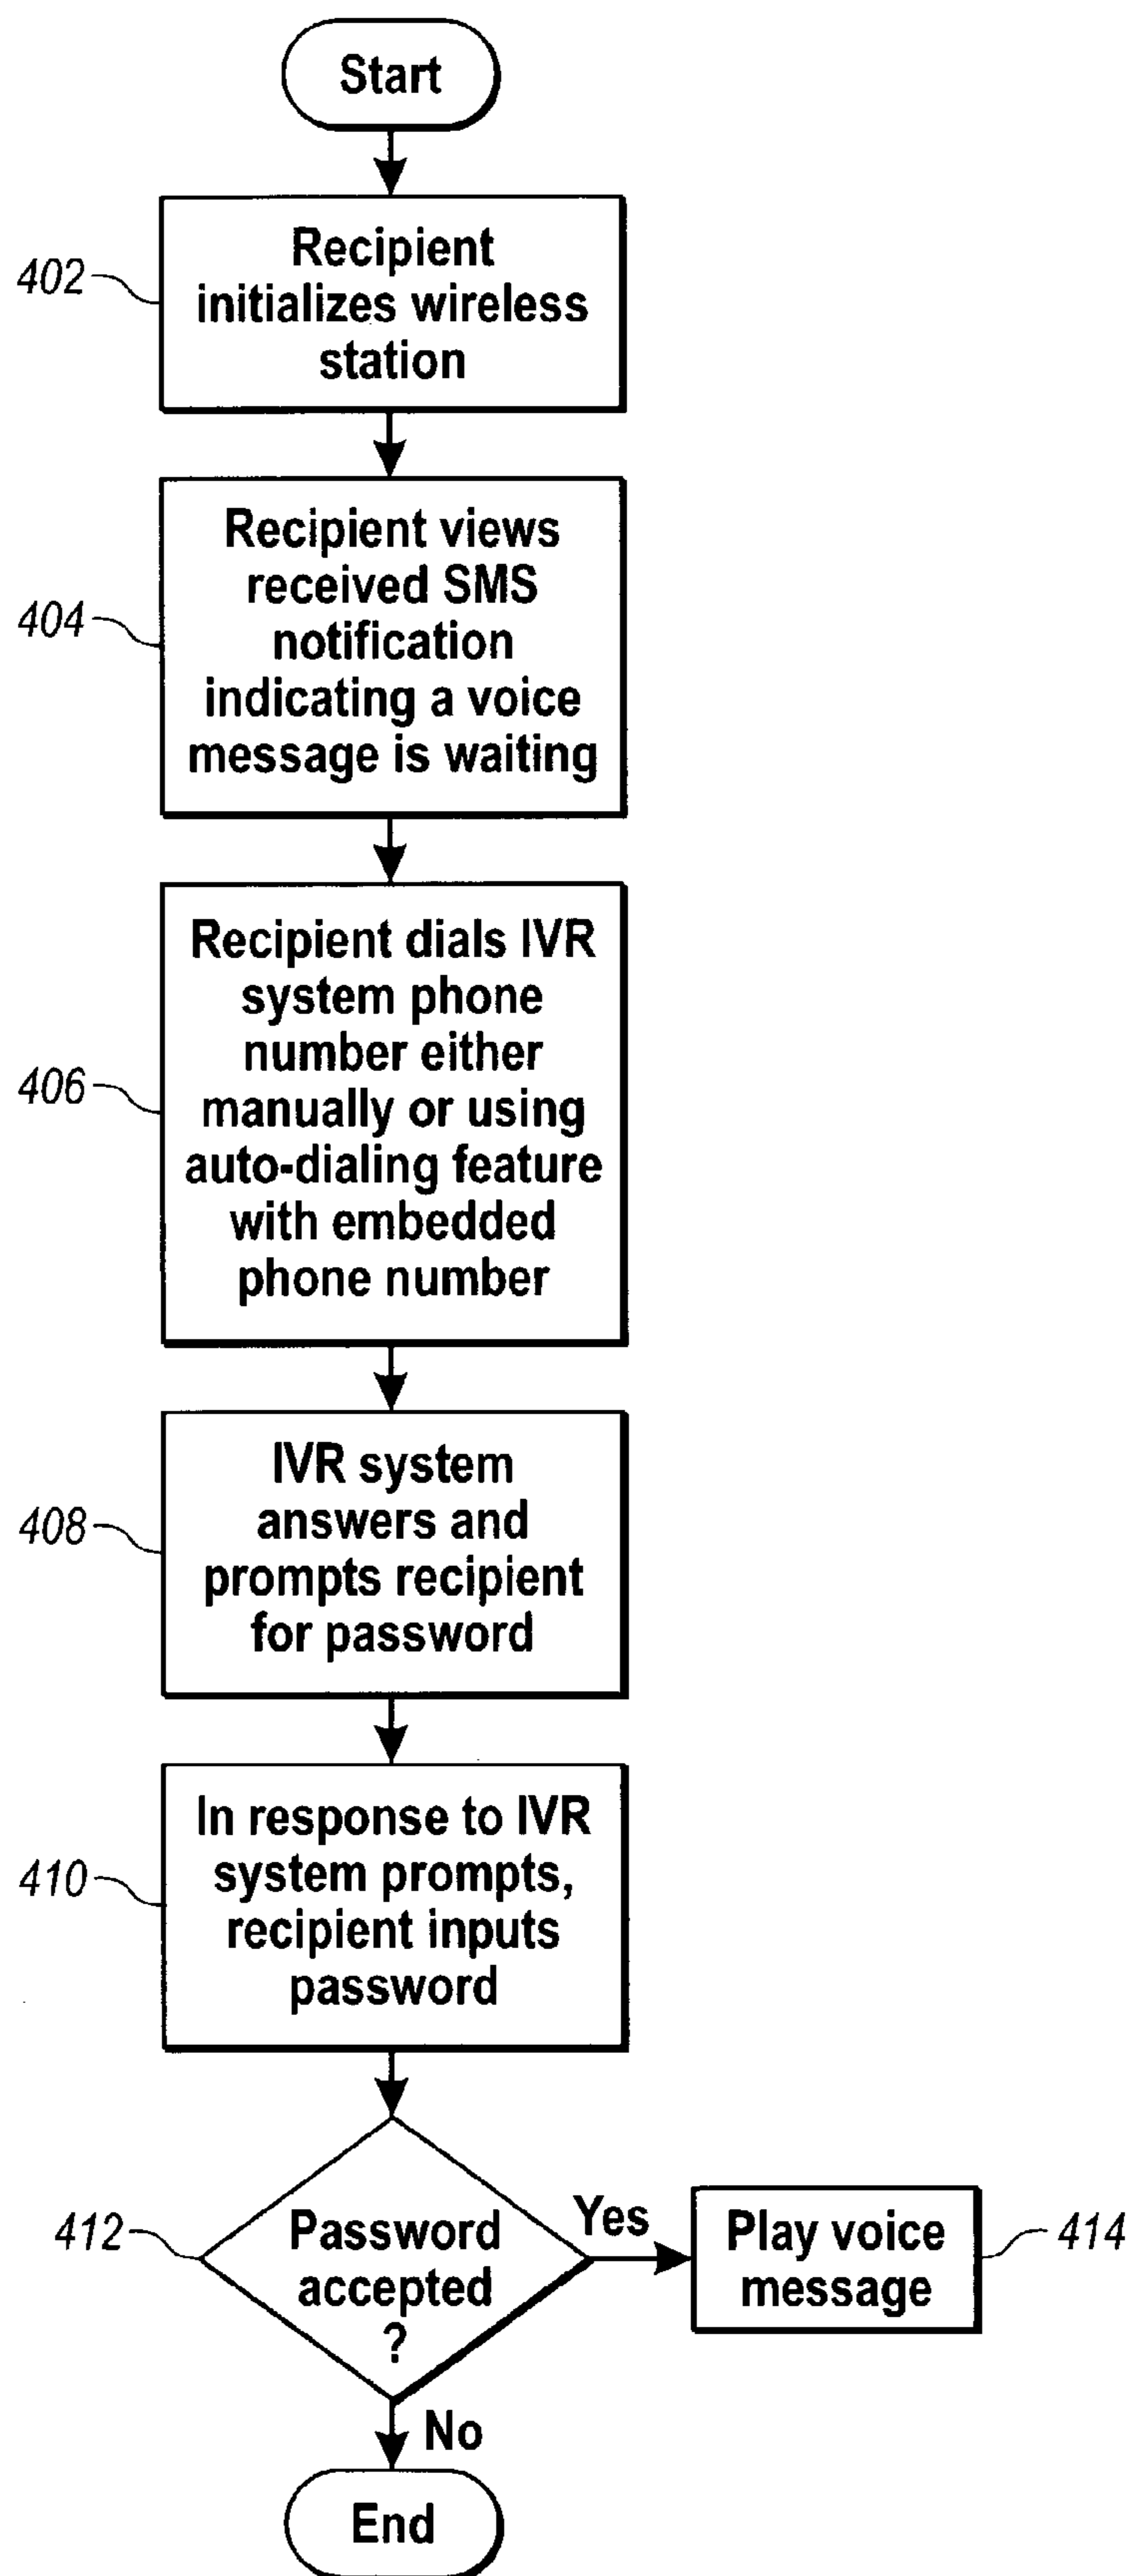 Start
402
Recipient
initializes wireless
station
404
Recipient views
received SMS
notification
indicating a voice
message is waiting
406
Recipient dials IVR
system phone
number either
manually or using
auto-dialing feature
with embedded
phone number
408
IVR system
answers and
prompts recipient
for password
410
In response to IVR
system prompts,
recipient inputs
password
412
Password
accepted
?
Yes
Play voice
message
414
No
End